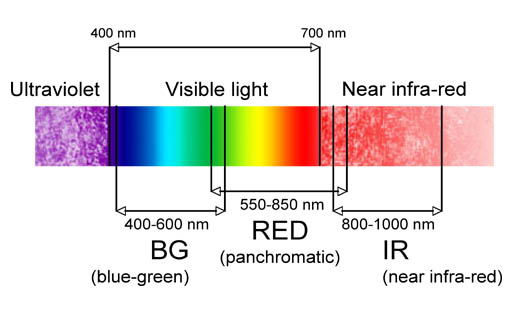 400 nm
700 nm
Ultraviolet
Visible light
Near infra-red
550-850 nm
400-600 nm
800-1000 nm
BG
RED
IR
(blue-green)
(panchromatic)
(near infra-red)